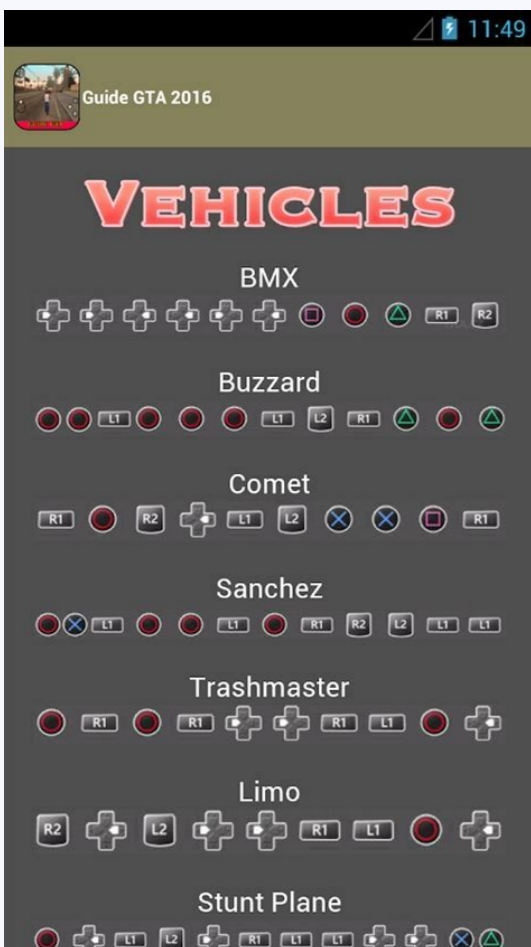 11:49
Guide GTA 2016
VEHICLES
BMX
R1 R2
Buzzard
L1 L1 L2 R1
Comet
R1 R2 L1 L2 R1
Sanchez
L1 L1 R1 R2 L2 L1 L1
Trashmaster
R1 R1 R1 L1
Limo
R2 L2 R1 L1
Stunt Plane
L1 L2 R1 L1 L1